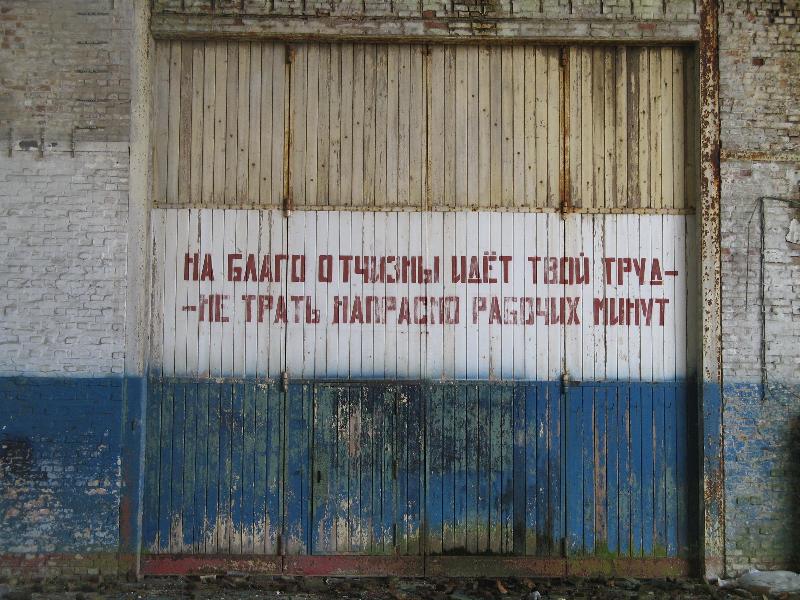 НА БЛАГО ОТЧИЗНЫ ИДЁТ ТВОЙ ТРУД-
-НЕ ТРАТЬ НАПРАСНО РАБОЧИХ МИНУТ